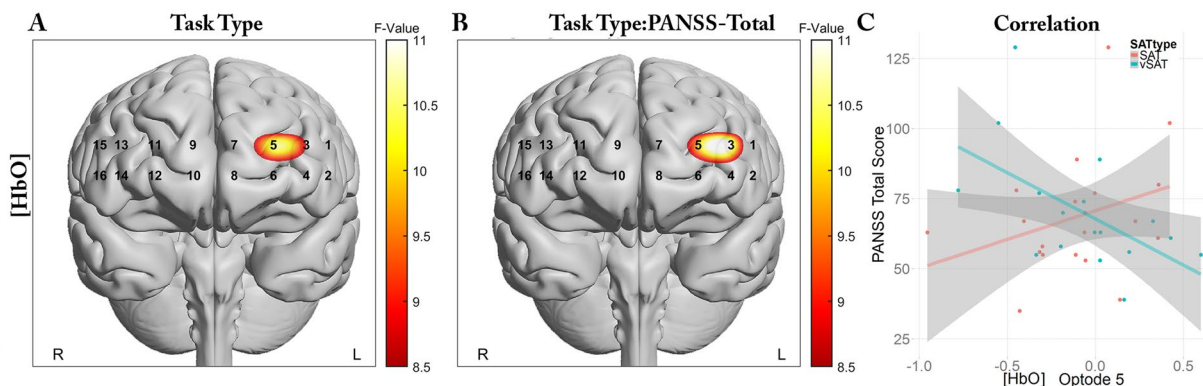 A Task Type
F-Value
11
10.5
10
9.5
9
8.5
[HbO]
15 13 11 9 7 5 3 1
16 14 12 10 8 6 4 2
R L
B Task Type:PANSS-Total
F-Value
11
10.5
10
9.5
9
8.5
15 13 11 9 7 5 3 1
16 14 12 10 8 6 4 2
R L
C Correlation
SATtype
SAT
vSAT
PANSS Total Score
125
100
75
50
25
-1.0 -0.5 0.0 0.5
[HbO] Optode 5